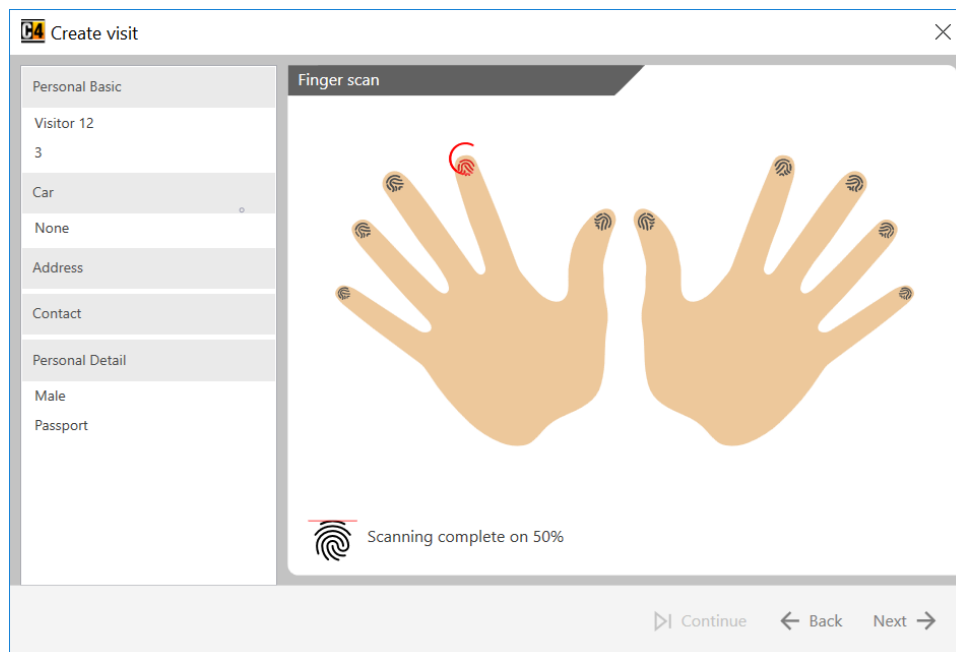 C4 Create visit
Personal Basic
Visitor 12
3
Car
None
Address
Contact
Personal Detail
Male
Passport
Finger scan
Scanning complete on 50%
Continue
Back
Next